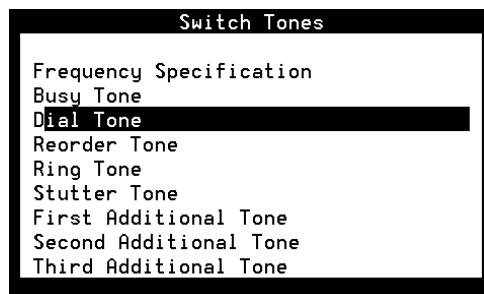 Switch Tones
Frequency Specification
Busy Tone
Dial Tone
Reorder Tone
Ring Tone
Stutter Tone
First Additional Tone
Second Additional Tone
Third Additional Tone